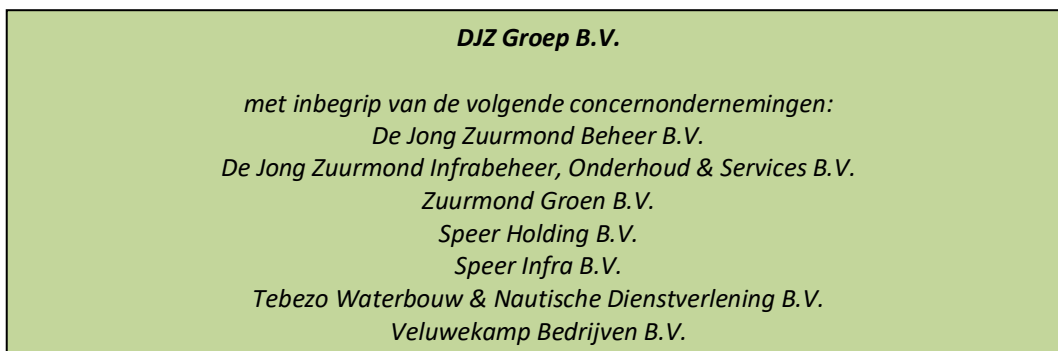 DJZ Groep B.V.
met inbegrip van de volgende concernondernemingen:
De Jong Zuurmond Beheer B.V.
De Jong Zuurmond Infrabeheer, Onderhoud & Services B.V.
Zuurmond Groen B.V.
Speer Holding B.V.
Speer Infra B.V.
Tebezo Waterbouw & Nautische Dienstverlening B.V.
Veluwekamp Bedrijven B.V.